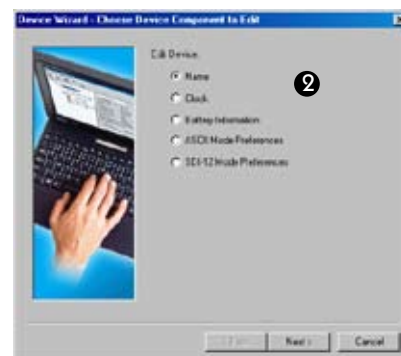 Device Wizard - Choose Device Component to Edit
Edit Device.
Name
2
Clock
Battery Information
ASCII Mode Preferences
SDI-12 Mode Preferences
Next >
Cancel